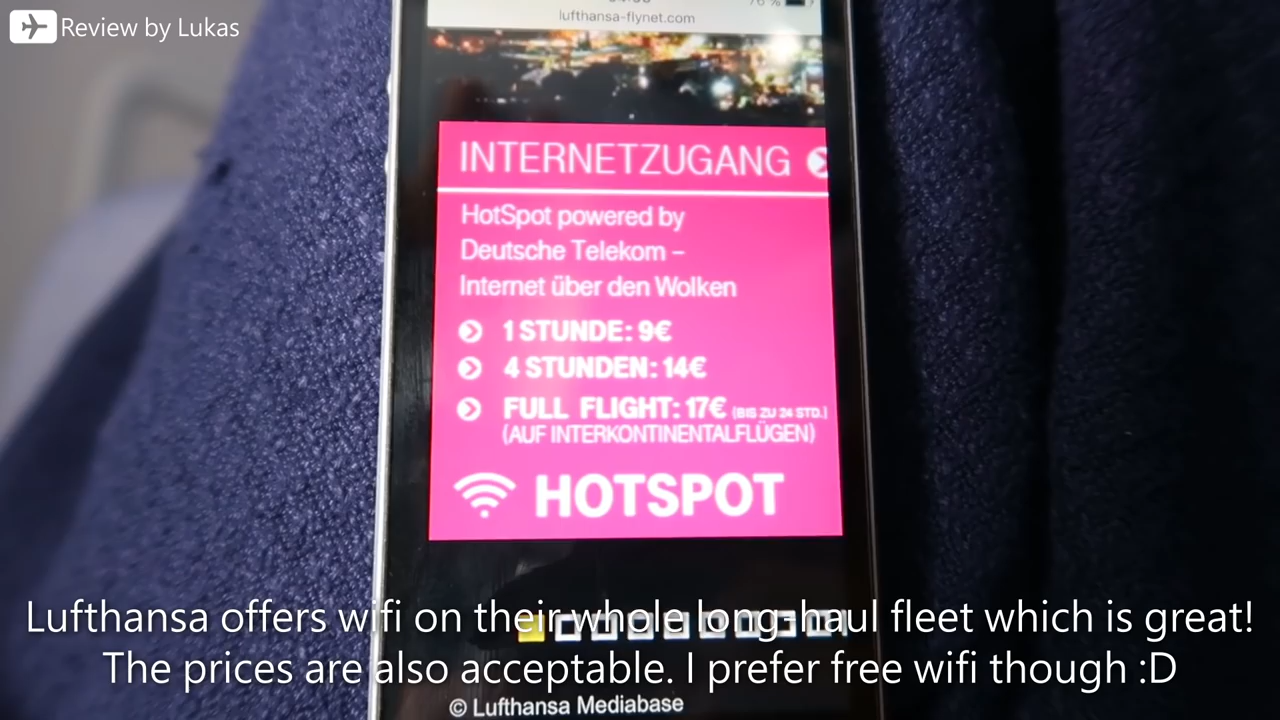 Review by Lukas
lufthansa-flynet.com
76 %
INTERNETZUGANG
HotSpot powered by
Deutsche Telekom –
Internet über den Wolken
1 STUNDE: 9€
4 STUNDEN: 14€
FULL FLIGHT: 17€ (BIS ZU 24 STD.)
(AUF INTERKONTINENTALFLÜGEN)
HOTSPOT
Lufthansa offers wifi on their whole long-haul fleet which is great!
The prices are also acceptable. I prefer free wifi though :D
© Lufthansa Mediabase